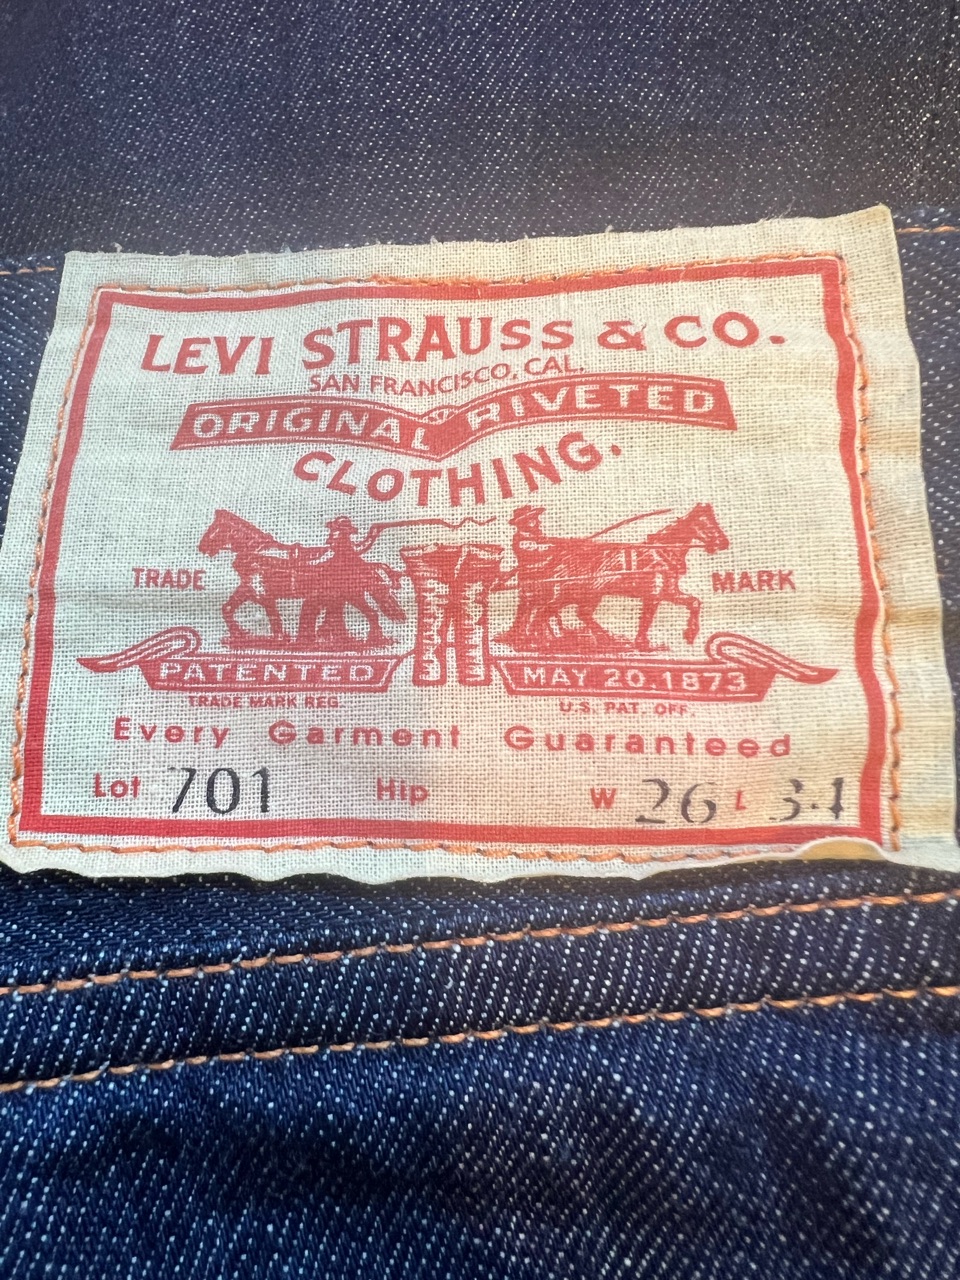 LEVI STRAUSS & CO.
SAN FRANCISCO, CAL.
ORIGINAL RIVETED
CLOTHING.
TRADE MARK
PATENTED MAY 20.1873
TRADE MARK REG. U.S. PAT. OFF.
Every Garment Guaranteed
Lot 701 Hip W 26 L 34